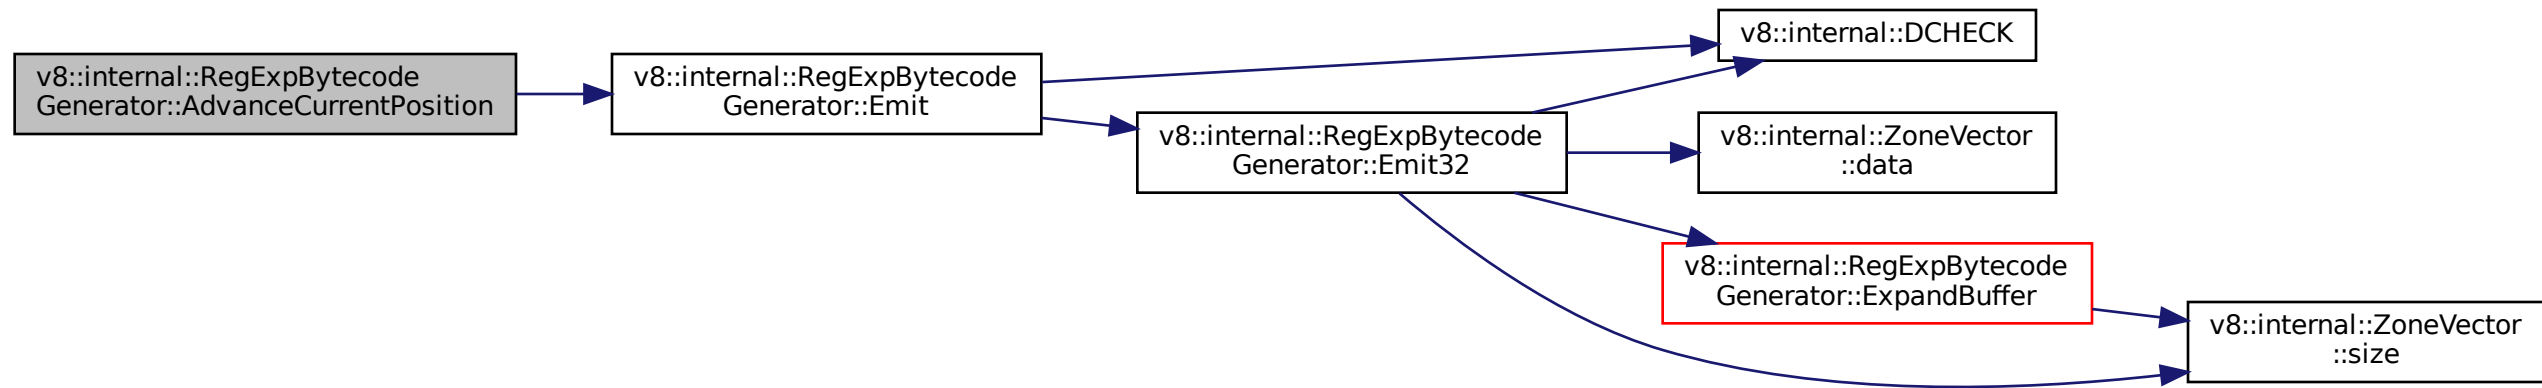 v8::internal::RegExpBytecode
Generator::AdvanceCurrentPosition
v8::internal::RegExpBytecode
Generator::Emit
v8::internal::DCHECK
v8::internal::RegExpBytecode
Generator::Emit32
v8::internal::ZoneVector
::data
v8::internal::RegExpBytecode
Generator::ExpandBuffer
v8::internal::ZoneVector
::size